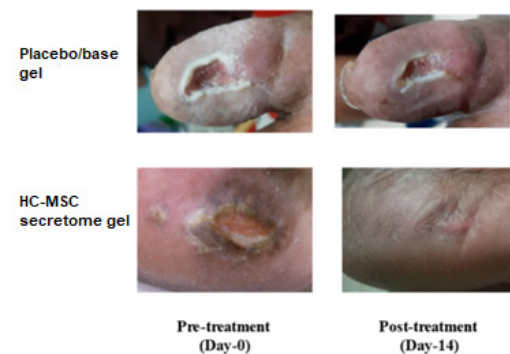 Placebo/base
gel
HC-MSC
secretome gel
Pre-treatment
(Day-0)
Post-treatment
(Day-14)